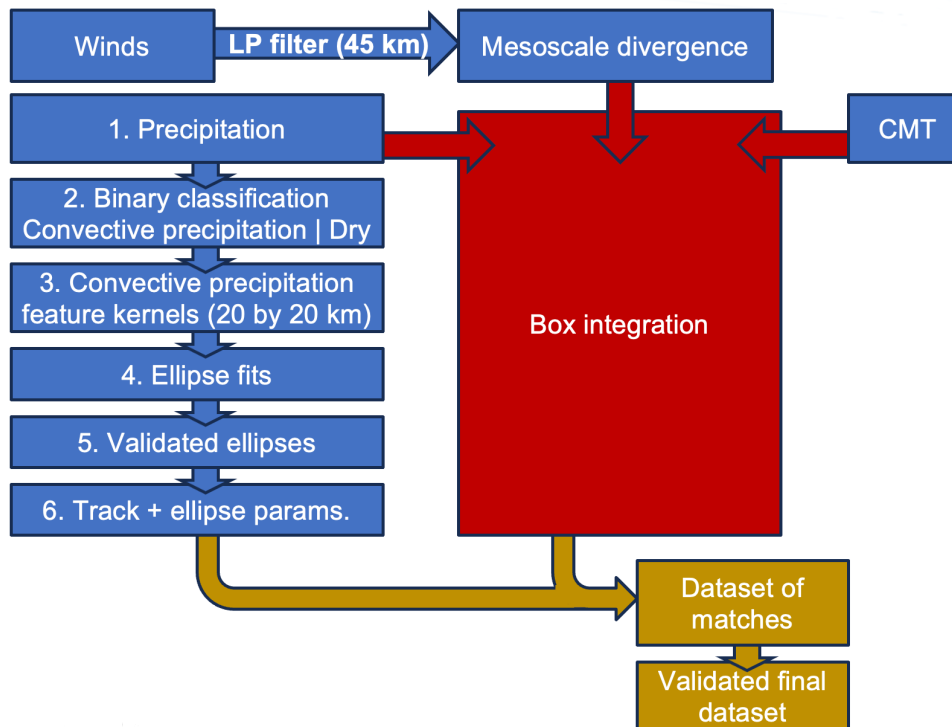 Winds
LP filter (45 km)
Mesoscale divergence
1. Precipitation
CMT
2. Binary classification
Convective precipitation | Dry
3. Convective precipitation
feature kernels (20 by 20 km)
Box integration
4. Ellipse fits
5. Validated ellipses
6. Track + ellipse params.
Dataset of
matches
Validated final
dataset